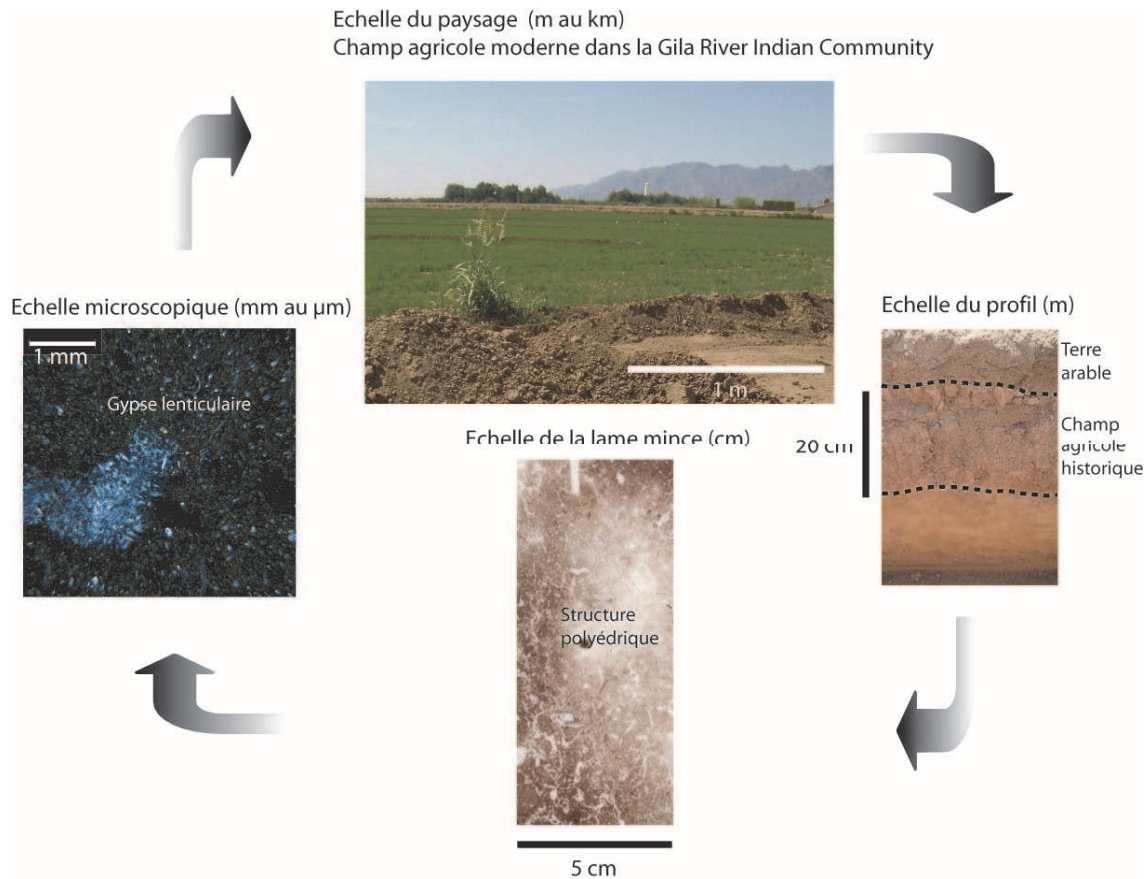 Echelle du paysage (m au km)
Champ agricole moderne dans la Gila River Indian Community
1 m
Echelle microscopique (mm au µm)
1 mm
Gypse lenticulaire
Echelle du profil (m)
Terre
arable
20 cm
Champ
agricole
historique
Echelle de la lame mince (cm)
Structure
polyédrique
5 cm